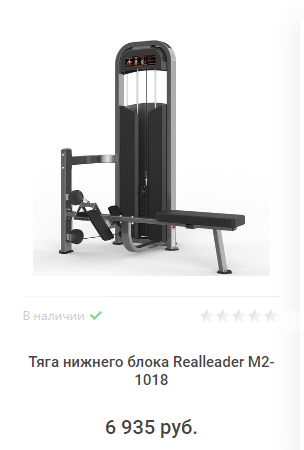 В наличии
Тяга нижнего блока Realleader M2-
1018
6 935 руб.